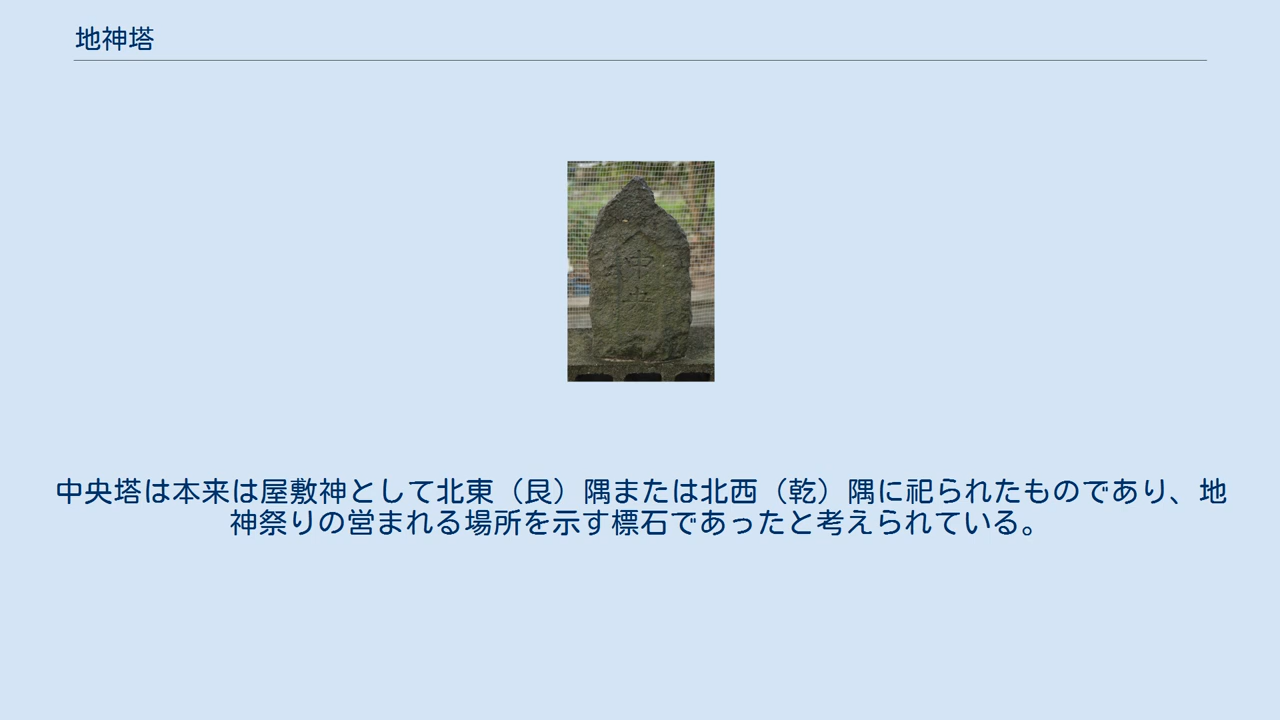 地神塔
中央
中央塔は本来は屋敷神として北東（艮）隅または北西（乾）隅に祀られたものであり、地
神祭りの営まれる場所を示す標石であったと考えられている。